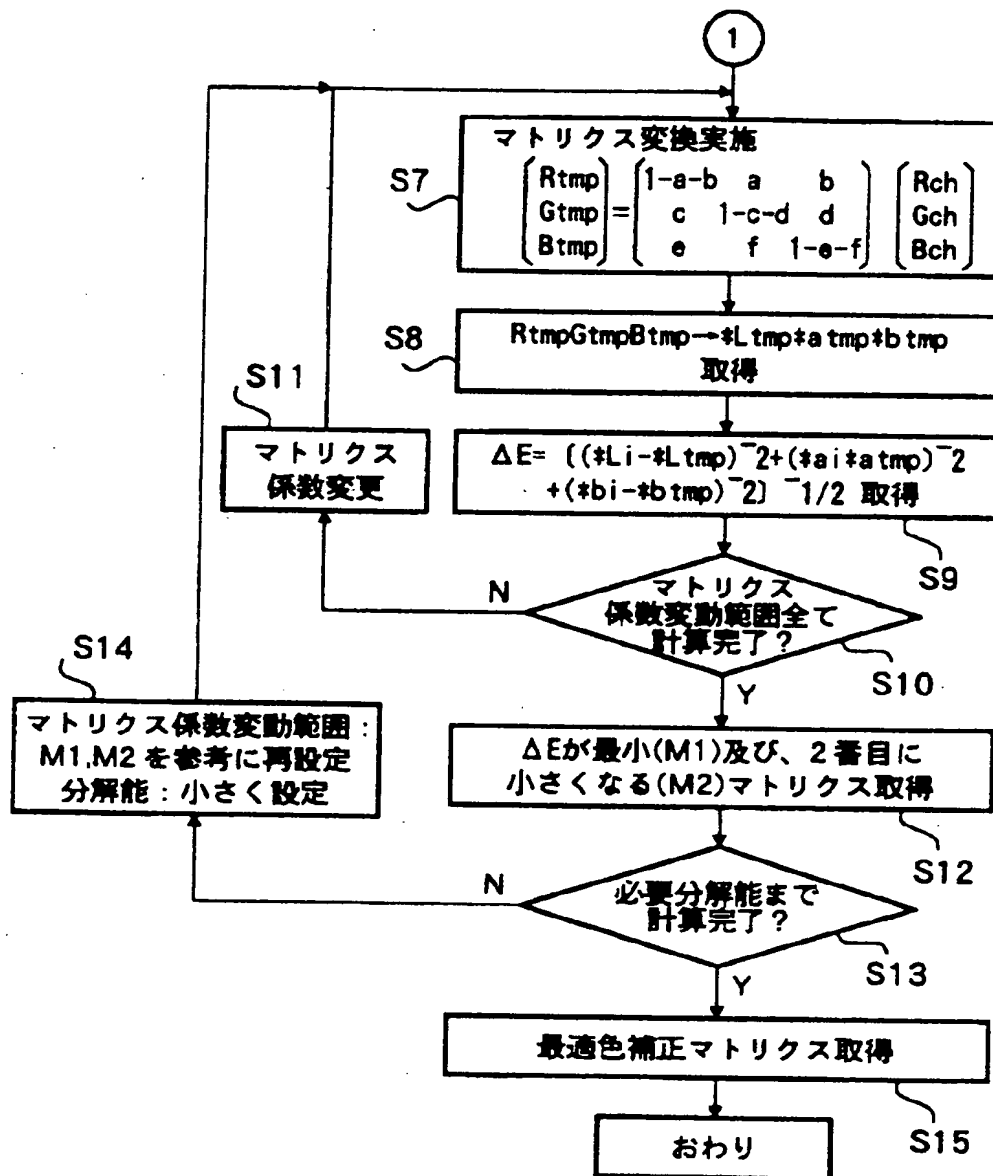 1
マトリクス変換実施
S7
Rtmp 1-a-b a b Rch
Gtmp = c 1-c-d d Gch
Btmp e f 1-e-f Bch
S8
RtmpGtmpBtmp→*Ltmp*atmp*btmp
取得
S11
マトリクス
係数変更
ΔE= [(*Li-*Ltmp)¯2+(*ai*atmp)¯2
+(*bi-*btmp)¯2] ¯1/2 取得
S9
N
マトリクス
係数変動範囲全て
計算完了？
S10
Y
S14
マトリクス係数変動範囲：
M1,M2を参考に再設定
分解能：小さく設定
ΔEが最小(M1)及び、2番目に
小さくなる(M2)マトリクス取得
S12
N
必要分解能まで
計算完了？
S13
Y
最適色補正マトリクス取得
S15
おわり